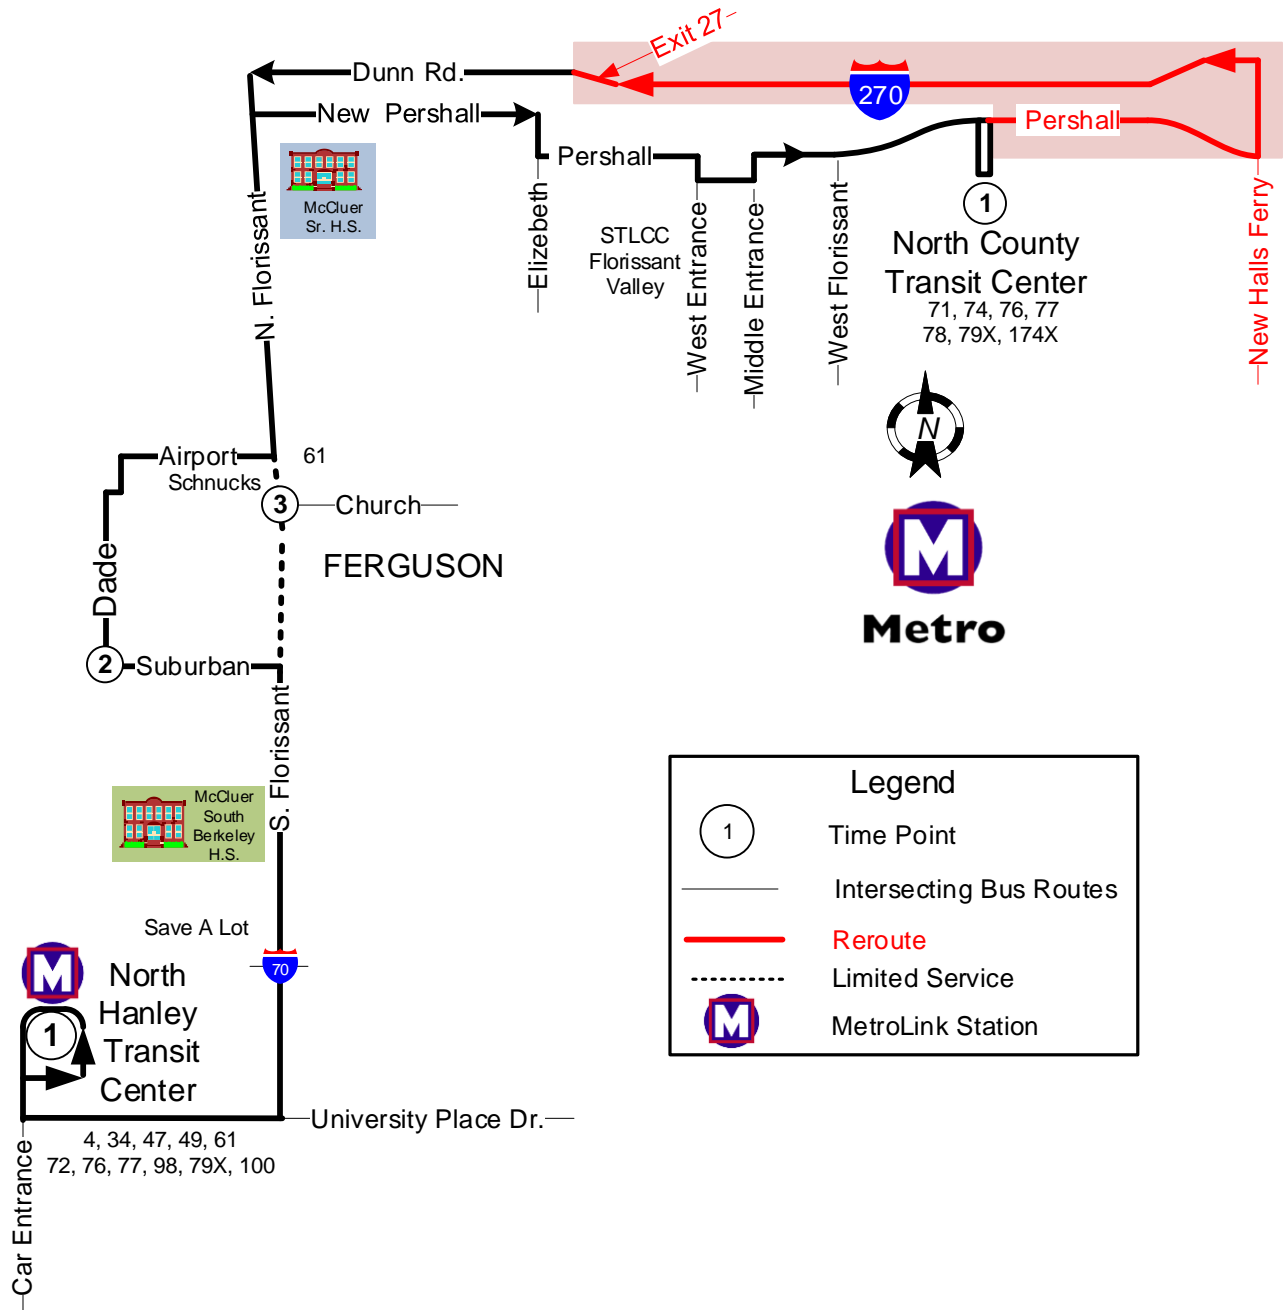 Exit 27
Dunn Rd.
270
New Pershall
Pershall
Pershall
McCluer
Sr. H.S.
N. Florissant
Elizebeth
STLCC
Florissant
Valley
West Entrance
Middle Entrance
West Florissant
1
North County
Transit Center
71, 74, 76, 77
78, 79X, 174X
New Halls Ferry
N
Airport
61
Schnucks
3
Church
M
Metro
FERGUSON
Dade
2
Suburban
S. Florissant
McCluer
South
Berkeley
H.S.
Legend
1
Time Point
Intersecting Bus Routes
Reroute
Limited Service
M
MetroLink Station
Save A Lot
70
M
North
Hanley
Transit
Center
1
University Place Dr.
4, 34, 47, 49, 61
72, 76, 77, 98, 79X, 100
Car Entrance